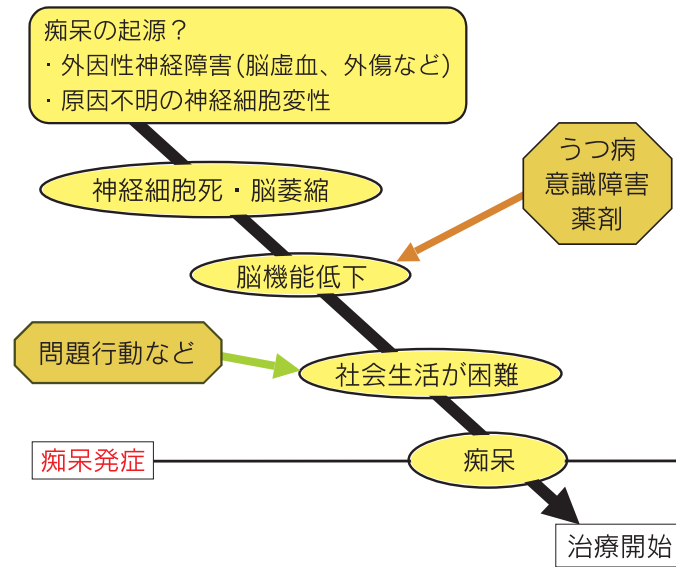 痴呆の起源？
・外因性神経障害(脳虚血、外傷など)
・原因不明の神経細胞変性
うつ病
意識障害
薬剤
神経細胞死・脳萎縮
脳機能低下
問題行動など
社会生活が困難
痴呆発症
痴呆
治療開始